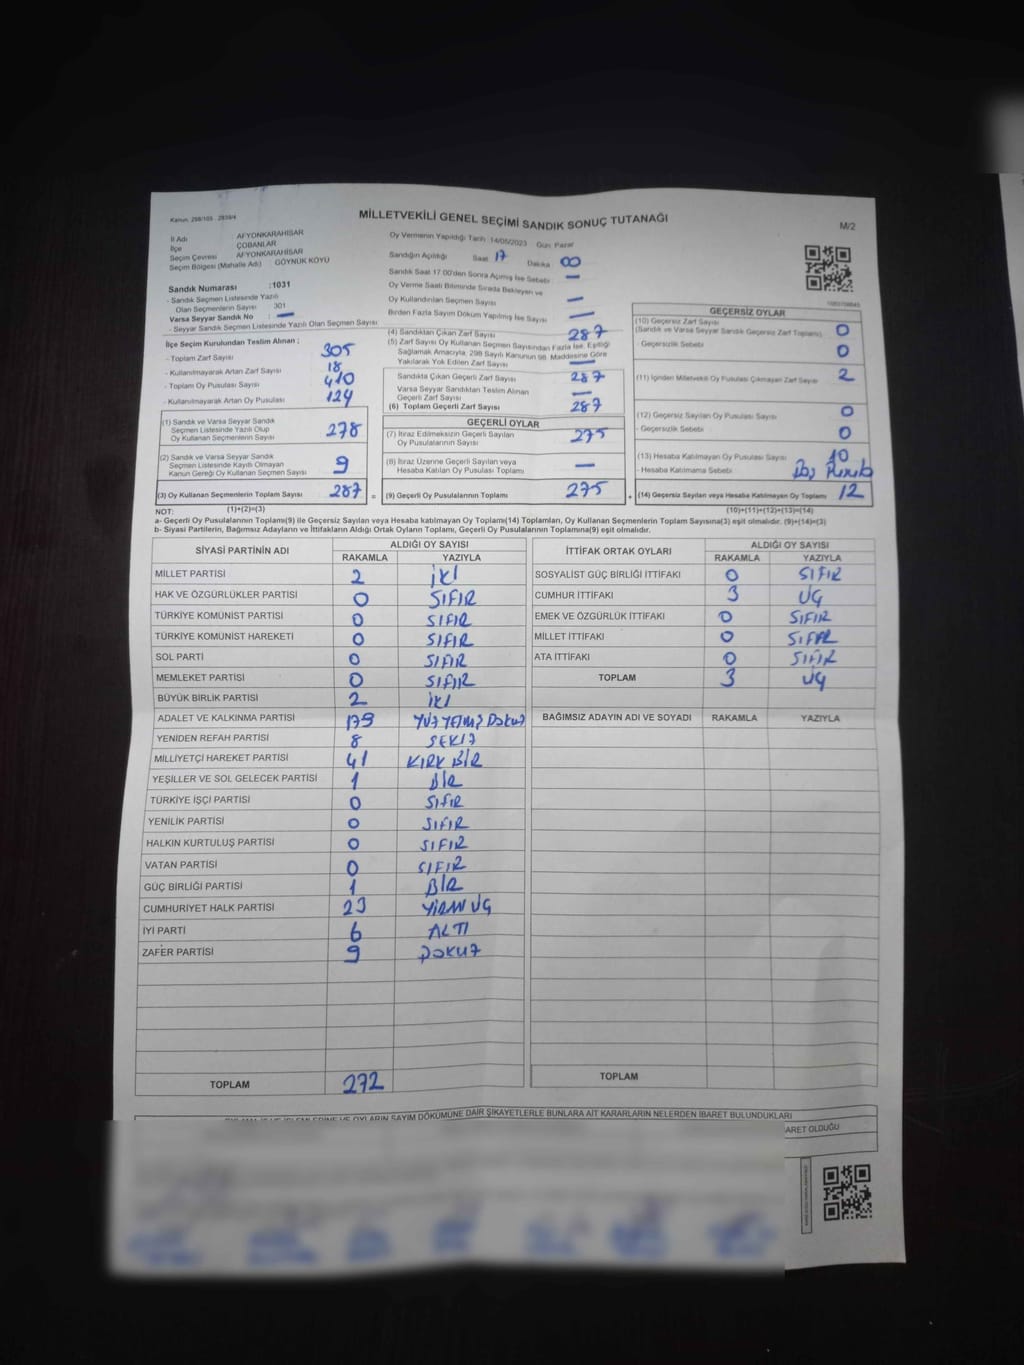 Kanun: 298/105 - 2839/4
MİLLETVEKİLİ GENEL SEÇİMİ SANDIK SONUÇ TUTANAĞI
M/2
İl Adı : AFYONKARAHİSAR
İlçe : ÇOBANLAR
Seçim Çevresi : AFYONKARAHİSAR
Seçim Bölgesi (Mahalle Adı) : GÖYNÜK KÖYÜ
Sandık Numarası : 1031
- Sandık Seçmen Listesinde Yazılı
Olan Seçmenlerin Sayısı : 301
Varsa Seyyar Sandık No : —
- Seyyar Sandık Seçmen Listesinde Yazılı Olan Seçmen Sayısı :
İlçe Seçim Kurulundan Teslim Alınan ;
- Toplam Zarf Sayısı 305
- Kullanılmayarak Artan Zarf Sayısı 18
- Toplam Oy Pusulası Sayısı 410
- Kullanılmayarak Artan Oy Pusulası 124
(1) Sandık ve Varsa Seyyar Sandık
Seçmen Listesinde Yazılı Olup
Oy Kullanan Seçmenlerin Sayısı 278
(2) Sandık ve Varsa Seyyar Sandık
Seçmen Listesinde Kayıtlı Olmayan
Kanun Gereği Oy Kullanan Seçmen Sayısı 9
(3) Oy Kullanan Seçmenlerin Toplam Sayısı 287 =
(1)+(2)=(3)
Oy Vermenin Yapıldığı Tarih :14/05/2023 Gün: Pazar
Sandığın Açıldığı Saat 17 Dakika 00
Sandık Saat 17:00'den Sonra Açılmış İse Sebebi : —
Oy Verme Saati Bitiminde Sırada Bekleyen ve
Oy Kullandırılan Seçmen Sayısı —
Birden Fazla Sayım Döküm Yapılmış İse Sayısı —
(4) Sandıktan Çıkan Zarf Sayısı 287
(5) Zarf Sayısı Oy Kullanan Seçmen Sayısından Fazla İse, Eşitliği
Sağlamak Amacıyla, 298 Sayılı Kanunun 98. Maddesine Göre
Yakılarak Yok Edilen Zarf Sayısı —
Sandıkta Çıkan Geçerli Zarf Sayısı 287
Varsa Seyyar Sandıktan Teslim Alınan
Geçerli Zarf Sayısı —
(6) Toplam Geçerli Zarf Sayısı 287
GEÇERLİ OYLAR
(7) İtiraz Edilmeksizin Geçerli Sayılan
Oy Pusulalarının Sayısı 275
(8) İtiraz Üzerine Geçerli Sayılan veya
Hesaba Katılan Oy Pusulası Toplamı —
(9) Geçerli Oy Pusulalarının Toplamı 275 +
GEÇERSİZ OYLAR
(10) Geçersiz Zarf Sayısı
(Sandık ve Varsa Seyyar Sandık Geçersiz Zarf Toplamı) 0
- Geçersizlik Sebebi 0
(11) İçinden Milletvekili Oy Pusulası Çıkmayan Zarf Sayısı 2
(12) Geçersiz Sayılan Oy Pusulası Sayısı 0
- Geçersizlik Sebebi 0
(13) Hesaba Katılmayan Oy Pusulası Sayısı 10
- Hesaba Katılmama Sebebi
(14) Geçersiz Sayılan veya Hesaba Katılmayan Oy Toplamı 12
(10)+(11)+(12)+(13)=(14)
NOT:
a- Geçerli Oy Pusulalarının Toplamı(9) ile Geçersiz Sayılan veya Hesaba katılmayan Oy Toplamı(14) Toplamları, Oy Kullanan Seçmenlerin Toplam Sayısına(3) eşit olmalıdır. (9)+(14)=(3)
b- Siyasi Partilerin, Bağımsız Adayların ve İttifakların Aldığı Ortak Oyların Toplamı, Geçerli Oy Pusulalarının Toplamına(9) eşit olmalıdır.
SİYASİ PARTİNİN ADI ALDIĞI OY SAYISI
RAKAMLA YAZIYLA
MİLLET PARTİSİ 2 İKİ
HAK VE ÖZGÜRLÜKLER PARTİSİ 0 SIFIR
TÜRKİYE KOMÜNİST PARTİSİ 0 SIFIR
TÜRKİYE KOMÜNİST HAREKETİ 0 SIFIR
SOL PARTİ 0 SIFIR
MEMLEKET PARTİSİ 0 SIFIR
BÜYÜK BİRLİK PARTİSİ 2 İKİ
ADALET VE KALKINMA PARTİSİ 179 YÜZ YETMİŞ DOKUZ
YENİDEN REFAH PARTİSİ 8 SEKİZ
MİLLİYETÇİ HAREKET PARTİSİ 41 KIRK BİR
YEŞİLLER VE SOL GELECEK PARTİSİ 1 BİR
TÜRKİYE İŞÇİ PARTİSİ 0 SIFIR
YENİLİK PARTİSİ 0 SIFIR
HALKIN KURTULUŞ PARTİSİ 0 SIFIR
VATAN PARTİSİ 0 SIFIR
GÜÇ BİRLİĞİ PARTİSİ 1 BİR
CUMHURİYET HALK PARTİSİ 23 YİRMİ ÜÇ
İYİ PARTİ 6 ALTI
ZAFER PARTİSİ 9 DOKUZ
TOPLAM 272
İTTİFAK ORTAK OYLARI ALDIĞI OY SAYISI
RAKAMLA YAZIYLA
SOSYALİST GÜÇ BİRLİĞİ İTTİFAKI 0 SIFIR
CUMHUR İTTİFAKI 3 ÜÇ
EMEK VE ÖZGÜRLÜK İTTİFAKI 0 SIFIR
MİLLET İTTİFAKI 0 SIFIR
ATA İTTİFAKI 0 SIFIR
TOPLAM 3 ÜÇ
BAĞIMSIZ ADAYIN ADI VE SOYADI RAKAMLA YAZIYLA
TOPLAM
OYLARIN SAYIM DÖKÜMÜNE DAİR ŞİKAYETLERLE BUNLARA AİT KARARLARIN NELERDEN İBARET BULUNDUKLARI
ARET OLDUĞU